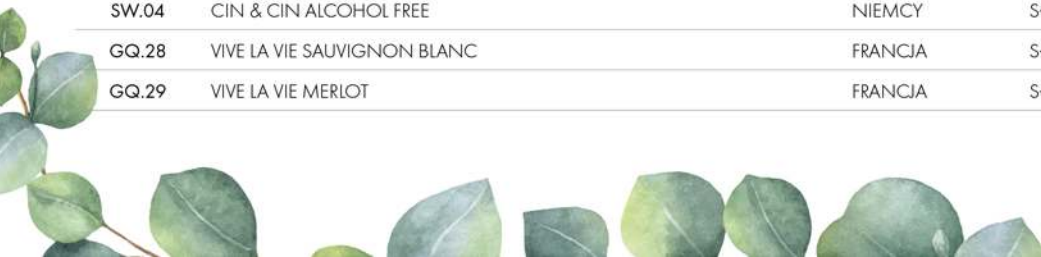 SW.04 CIN & CIN ALCOHOL FREE NIEMCY
GQ.28 VIVE LA VIE SAUVIGNON BLANC FRANCJA
GQ.29 VIVE LA VIE MERLOT FRANCJA